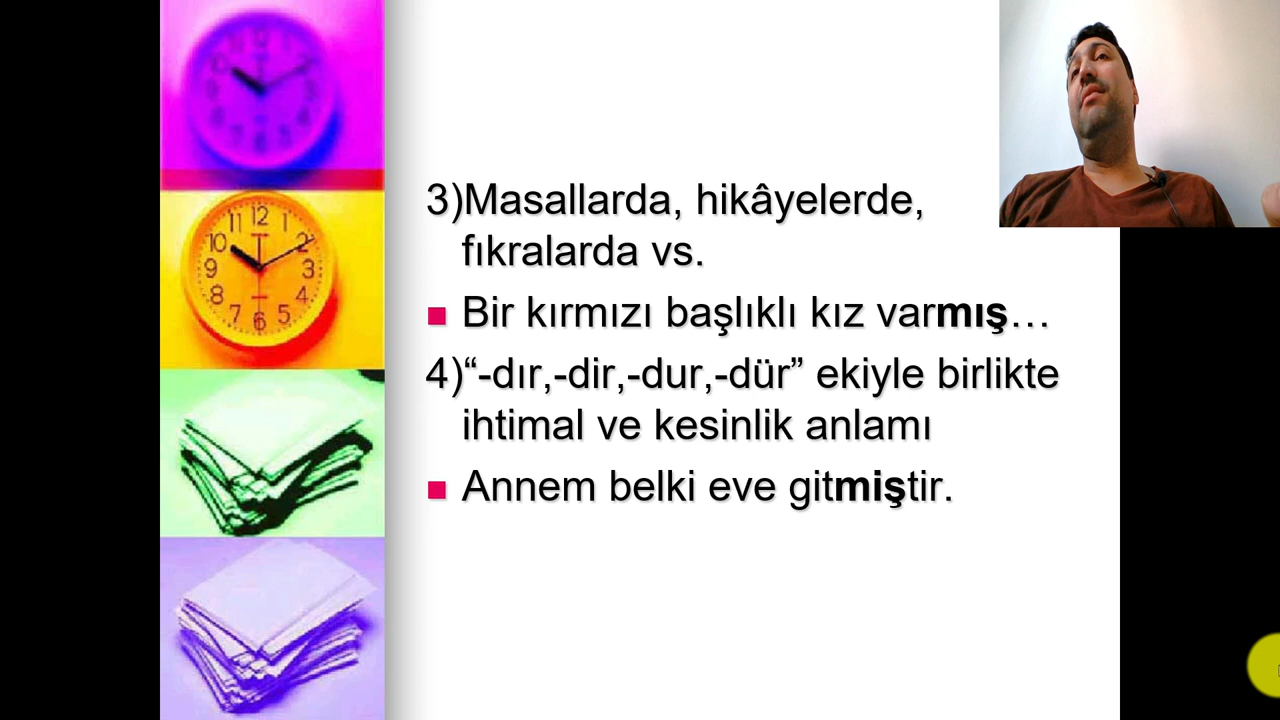 3)Masallarda, hikâyelerde,
fıkralarda vs.
Bir kırmızı başlıklı kız varmış…
4)“-dır,-dir,-dur,-dür” ekiyle birlikte
ihtimal ve kesinlik anlamı
Annem belki eve gitmiştir.